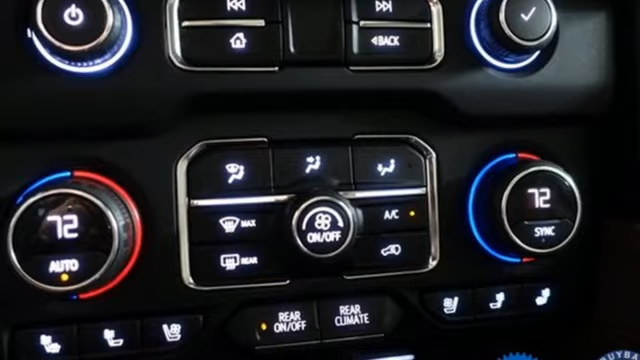 BACK
72
AUTO
MAX
REAR
ON/OFF
A/C
72
SYNC
REAR
ON/OFF
REAR
CLIMATE